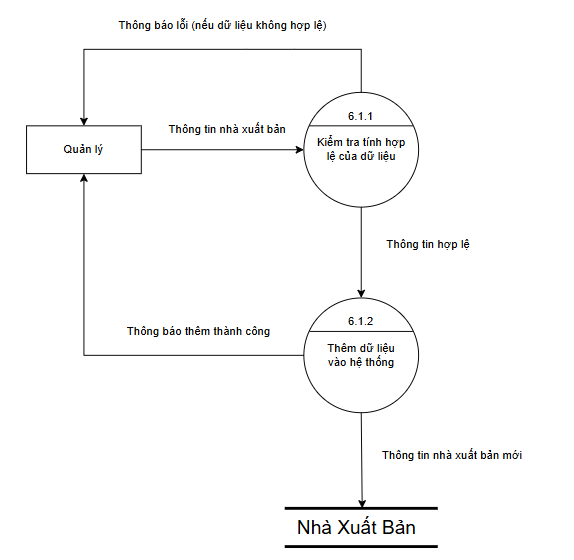 Thông báo lỗi (nếu dữ liệu không hợp lệ)
6.1.1
Thông tin nhà xuất bản
Quản lý
Kiểm tra tính hợp
lệ của dữ liệu
Thông tin hợp lệ
6.1.2
Thông báo thêm thành công
Thêm dữ liệu
vào hệ thống
Thông tin nhà xuất bản mới
Nhà Xuất Bản